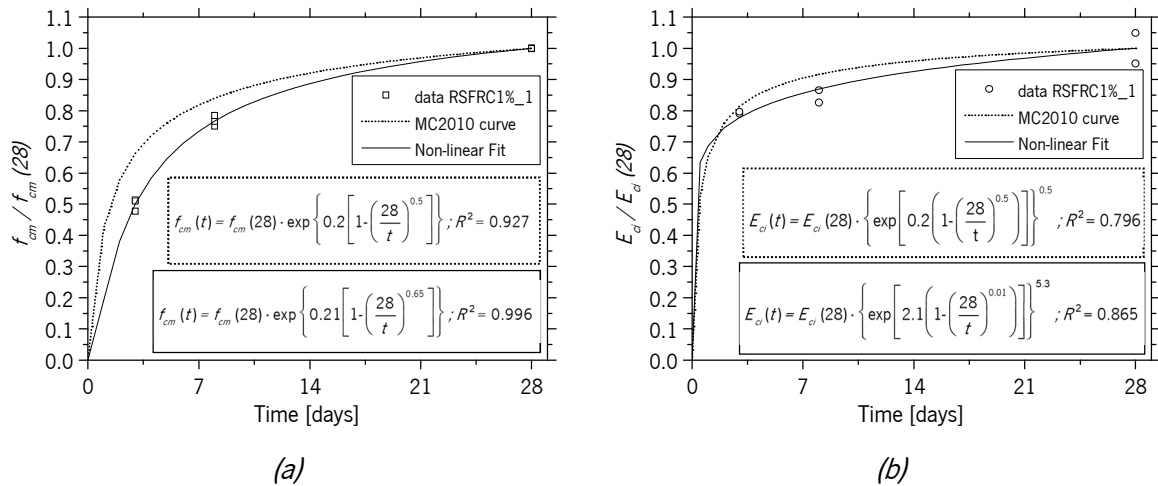 1.1
1.0
0.9
0.8
0.7
0.6
0.5
0.4
0.3
0.2
0.1
0.0
f_cm / f_cm (28)
data RSFRC1%_1
MC2010 curve
Non-linear Fit
f_cm (t) = f_cm (28) · exp{0.2[1-(28/t)^0.5]} ; R² = 0.927
f_cm (t) = f_cm (28) · exp{0.21[1-(28/t)^0.65]} ; R² = 0.996
0 7 14 21 28
Time [days]
(a)
1.1
1.0
0.9
0.8
0.7
0.6
0.5
0.4
0.3
0.2
0.1
0.0
E_ci / E_ci (28)
data RSFRC1%_1
MC2010 curve
Non-linear Fit
E_ci (t) = E_ci (28) · {exp[0.2(1-(28/t)^0.5)]}^0.5 ; R² = 0.796
E_ci (t) = E_ci (28) · {exp[2.1(1-(28/t)^0.01)]}^5.3 ; R² = 0.865
0 7 14 21 28
Time [days]
(b)